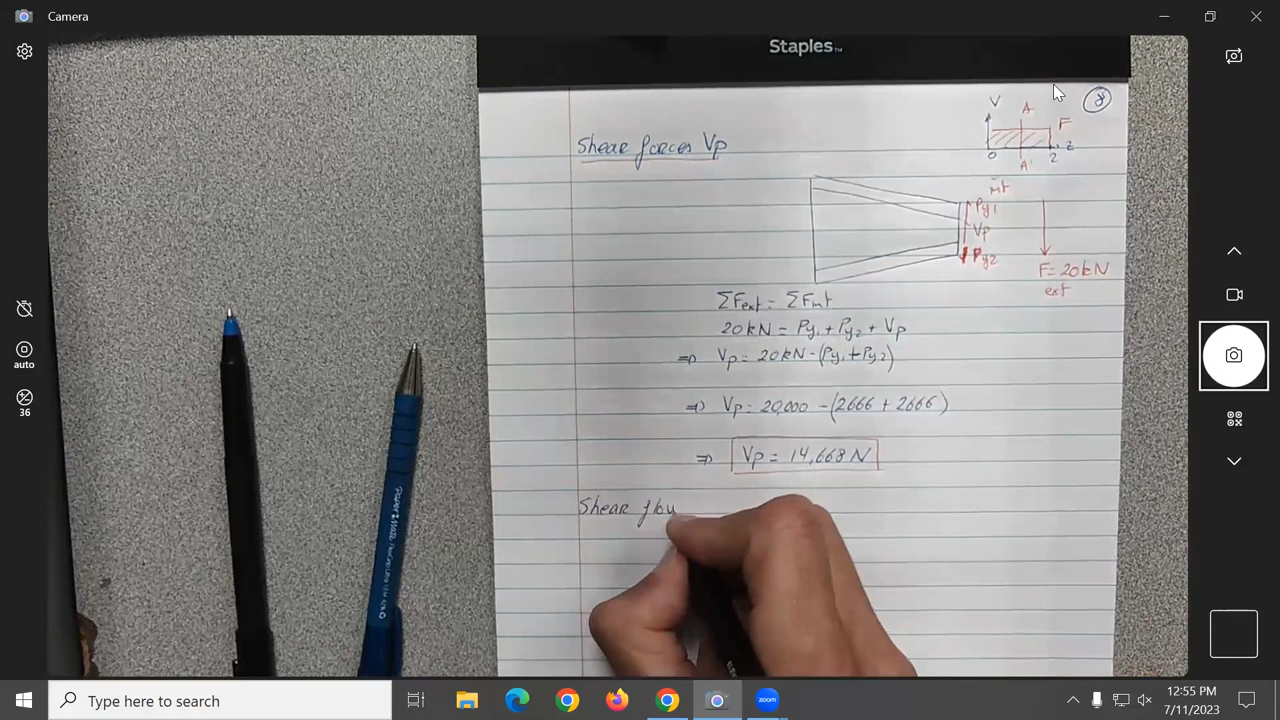 Camera
Staples
Shear forces Vp
8
V
A
F
0
2
z
A'
int
Py1
Vp
Py2
F = 20kN
ext
ΣFext = ΣFint
20kN = Py1 + Py2 + Vp
⇒ Vp = 20kN - (Py1 + Py2)
⇒ Vp = 20,000 - (2666 + 2666)
⇒ Vp = 14,668 N
Shear flow
auto
36
Type here to search
zoom
12:55 PM
7/11/2023